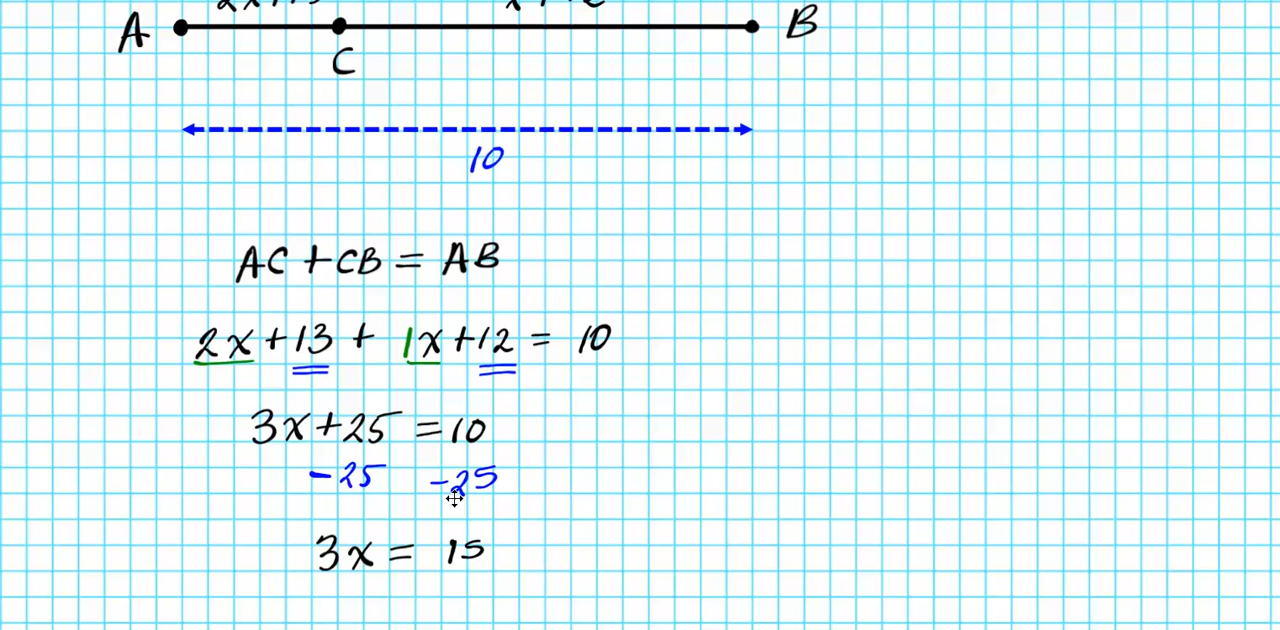 A C B
10
AC + CB = AB
2x + 13 + 1x + 12 = 10
3x + 25 = 10
-25 -25
3x = 15